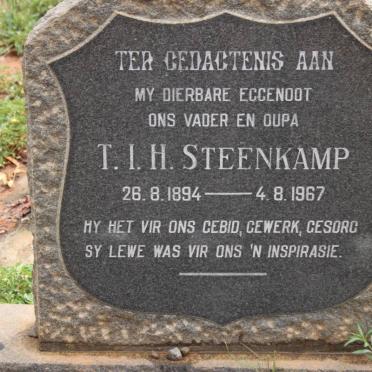 TER GEDAGTENIS AAN
MY DIERBARE EGGENOOT
ONS VADER EN OUPA
T. I. H. STEENKAMP
26.8.1894 — 4.8.1967
HY HET VIR ONS GEBID, GEWERK, GESORG
SY LEWE WAS VIR ONS 'N INSPIRASIE.